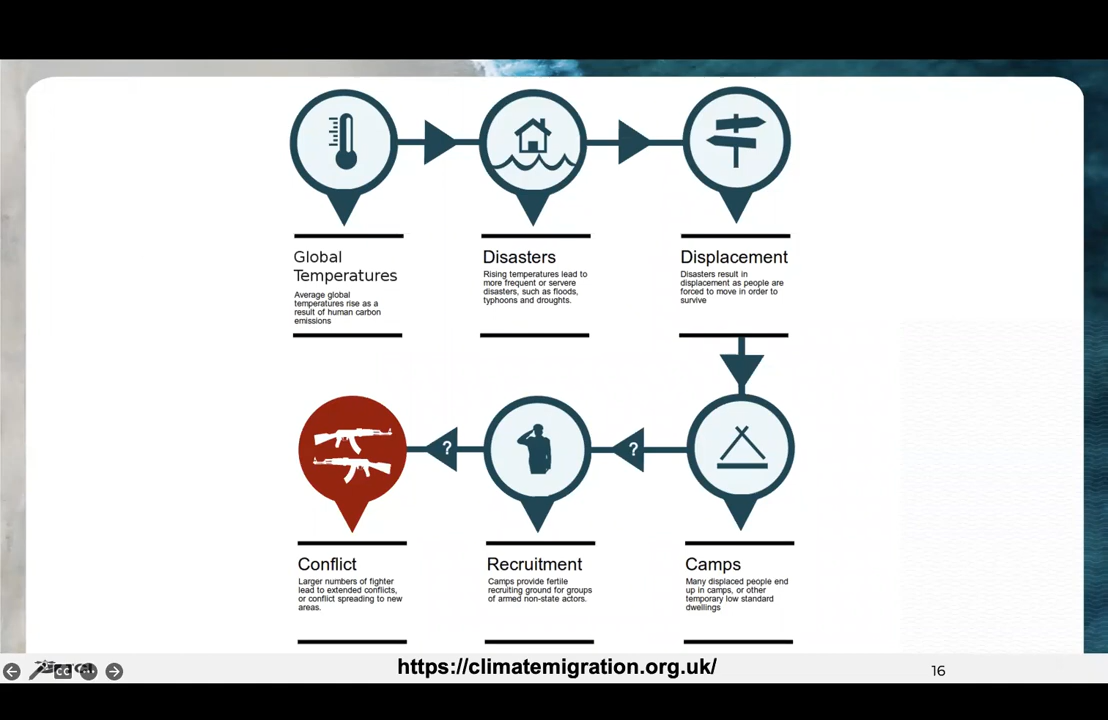 Global
Temperatures
Average global
temperatures rise as a
result of human carbon
emissions
Disasters
Rising temperatures lead to
more frequent or servere
disasters, such as floods,
typhoons and droughts.
Displacement
Disasters result in
displacement as people are
forced to move in order to
survive
?
?
Conflict
Larger numbers of fighter
lead to extended conflicts,
or conflict spreading to new
areas.
Recruitment
Camps provide fertile
recruiting ground for groups
of armed non-state actors.
Camps
Many displaced people end
up in camps, or other
temporary low standard
dwellings
CC
https://climatemigration.org.uk/
16